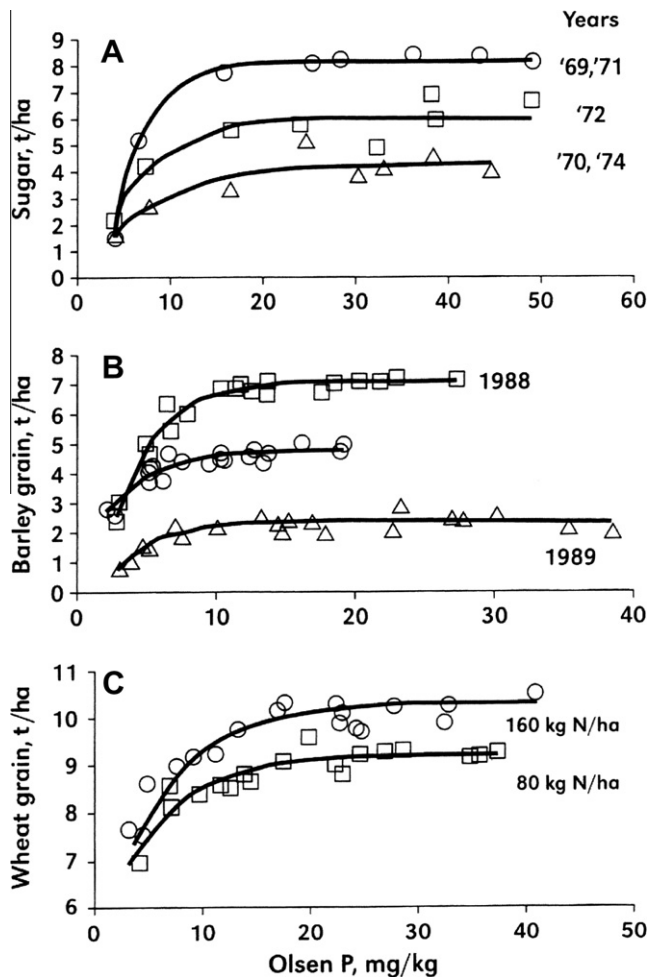 Years
A
9
8
7
6
5
4
3
2
1
0
Sugar, t/ha
'69,'71
'72
'70, '74
0 10 20 30 40 50 60
B
8
7
6
5
4
3
2
1
0
Barley grain, t/ha
1988
1989
0 10 20 30 40
C
11
10
9
8
7
6
Wheat grain, t/ha
160 kg N/ha
80 kg N/ha
0 10 20 30 40 50
Olsen P, mg/kg